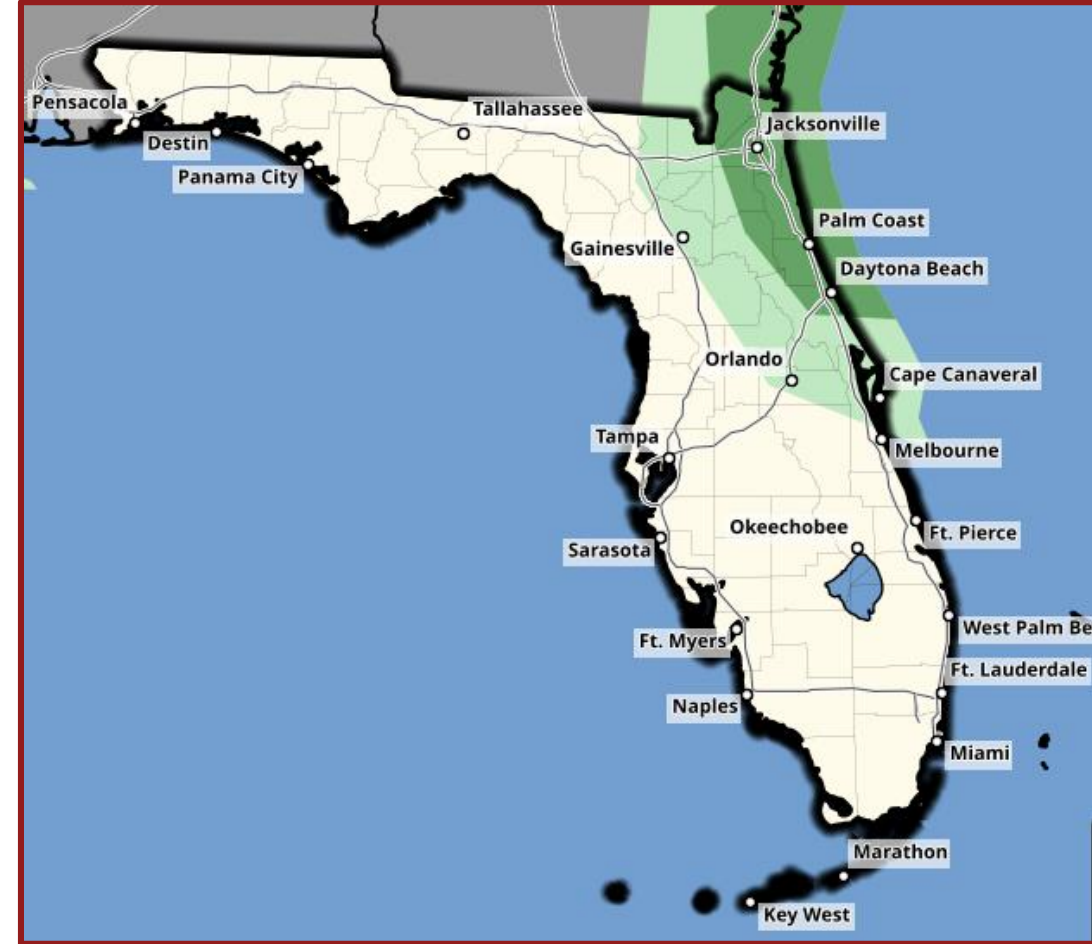 Pensacola
Tallahassee
Destin
Jacksonville
Panama City
Palm Coast
Gainesville
Daytona Beach
Orlando
Cape Canaveral
Tampa
Melbourne
Okeechobee
Ft. Pierce
Sarasota
West Palm Be
Ft. Myers
Ft. Lauderdale
Naples
Miami
Marathon
Key West